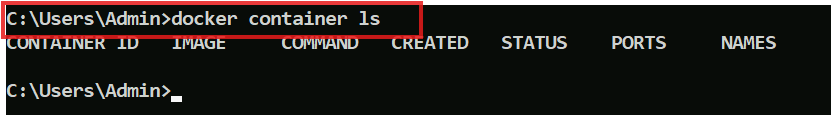 C:\Users\Admin>docker container ls
CONTAINER ID   IMAGE     COMMAND   CREATED   STATUS    PORTS     NAMES
C:\Users\Admin>